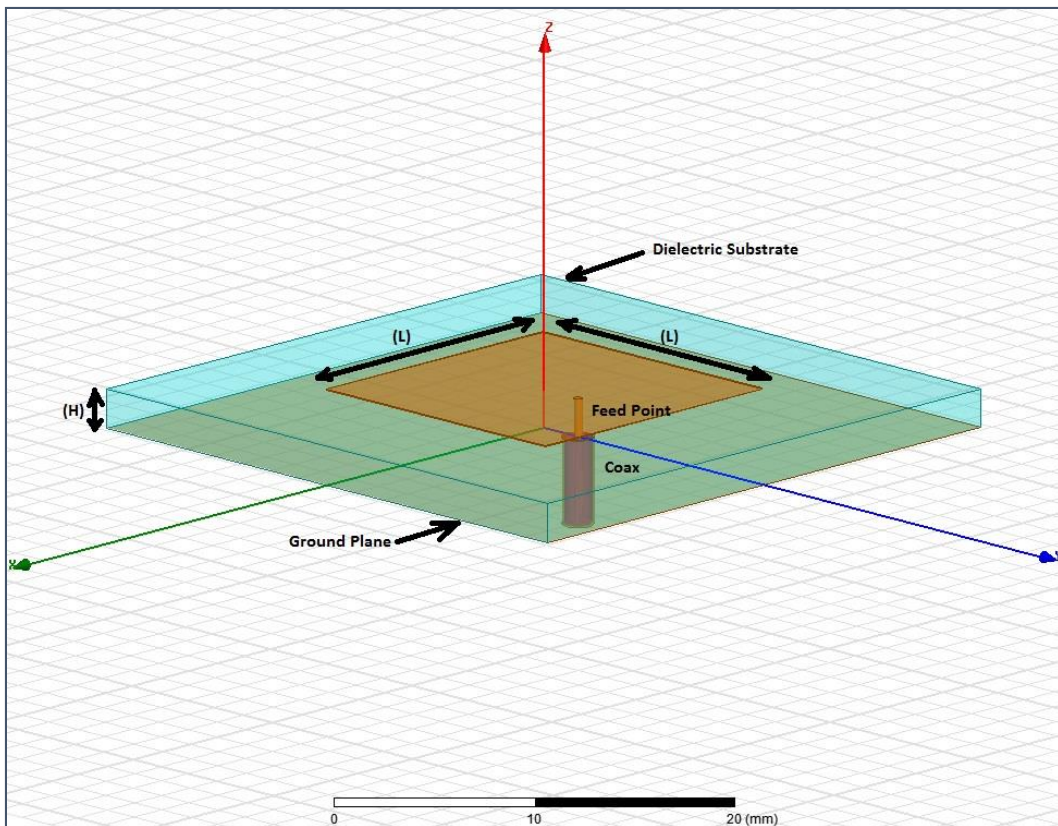 Z
Dielectric Substrate
(L)
(L)
(H)
Feed Point
Coax
Ground Plane
0
10
20 (mm)